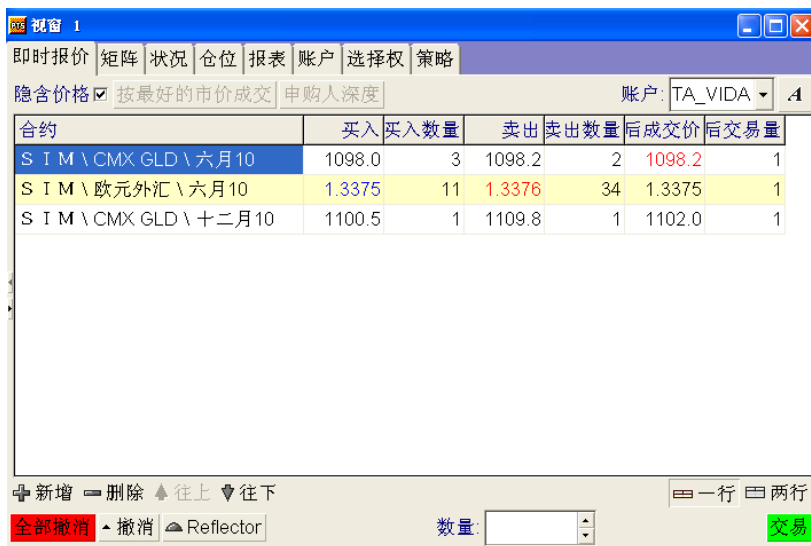 RTS 视窗 1
即时报价 矩阵 状况 仓位 报表 账户 选择权 策略
隐含价格 按最好的市价成交 申购人深度 账户: TA_VIDA A
合约 买入 买入数量 卖出 卖出数量 后成交价 后交易量
ＳＩＭ\CMX GLD\六月10 1098.0 3 1098.2 2 1098.2 1
ＳＩＭ\欧元外汇\六月10 1.3375 11 1.3376 34 1.3375 1
ＳＩＭ\CMX GLD\十二月10 1100.5 1 1109.8 1 1102.0 1
新增 删除 往上 往下 一行 两行
全部撤消 撤消 Reflector 数量: 交易